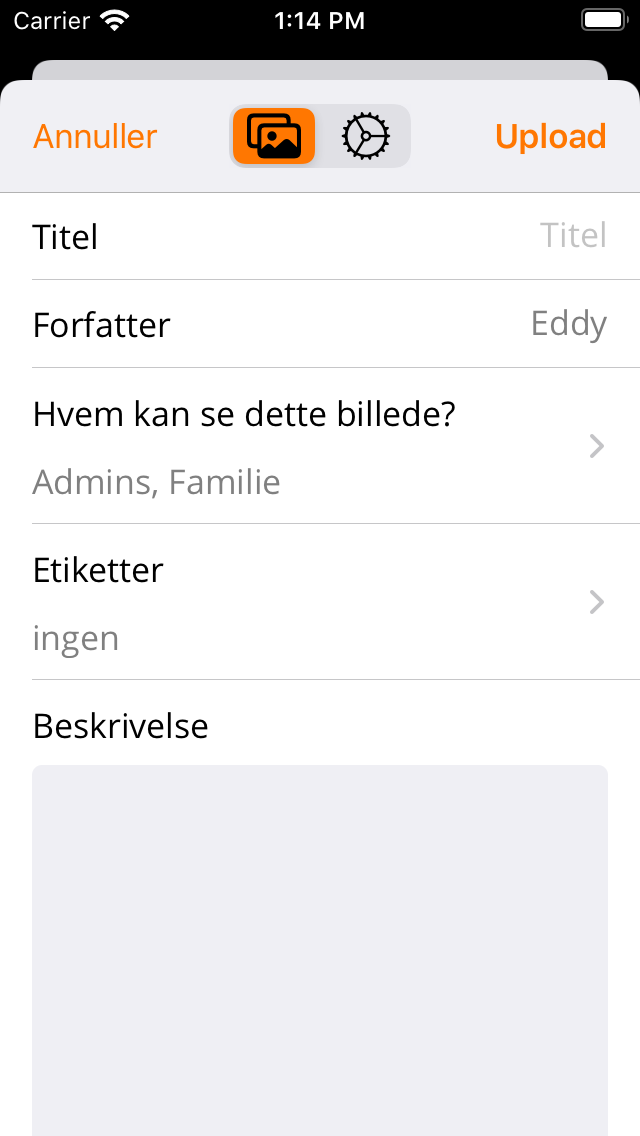 Carrier 1:14 PM
Annuller Upload
Titel Titel
Forfatter Eddy
Hvem kan se dette billede?
Admins, Familie
Etiketter
ingen
Beskrivelse